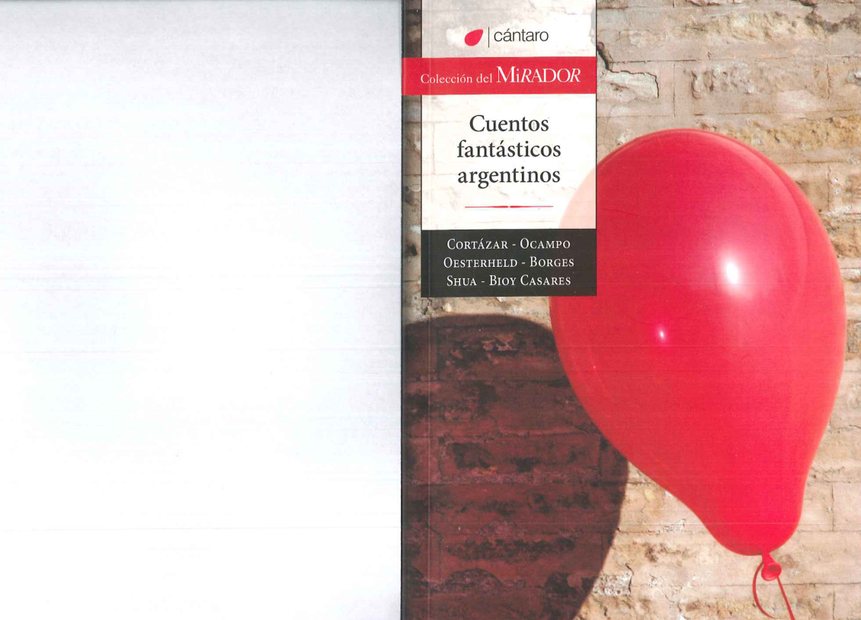 cántaro
Colección del MiRADOR
Cuentos
fantásticos
argentinos
CORTÁZAR - OCAMPO
OESTERHELD - BORGES
SHUA - BIOY CASARES